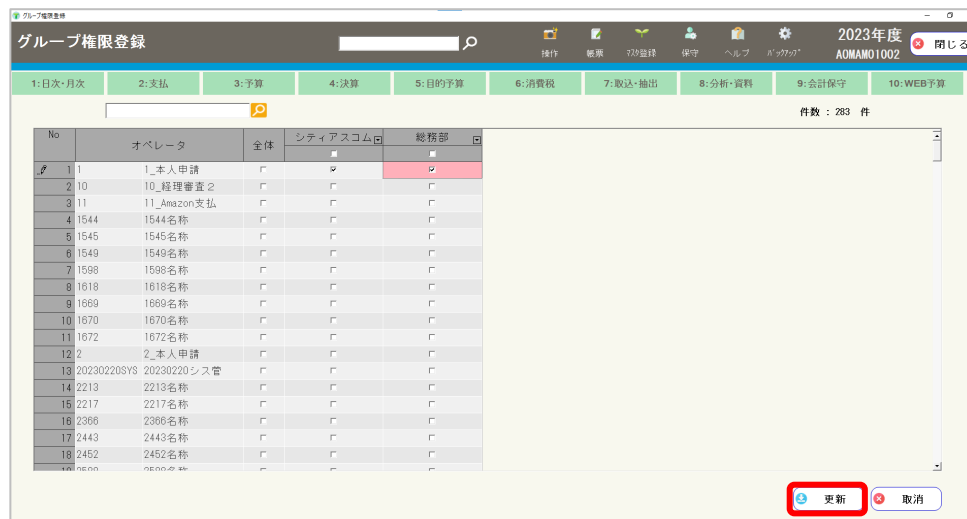 グループ権限登録
グループ権限登録
操作 帳票 ﾏｽﾀ登録 保守 ヘルプ ﾊﾞｯｸｱｯﾌﾟ
2023年度
AOMAMO1002
閉じる
1:日次・月次 2:支払 3:予算 4:決算 5:目的予算 6:消費税 7:取込・抽出 8:分析・資料 9:会計保守 10:WEB予算
件数 : 283 件
No オペレータ 全体 シティアスコム 総務部
1 1 1_本人申請
2 10 10_経理審査２
3 11 11_Amazon支払
4 1544 1544名称
5 1545 1545名称
6 1549 1549名称
7 1598 1598名称
8 1618 1618名称
9 1669 1669名称
10 1670 1670名称
11 1672 1672名称
12 2 2_本人申請
13 20230220SYS 20230220シス管
14 2213 2213名称
15 2217 2217名称
16 2366 2366名称
17 2443 2443名称
18 2452 2452名称
更新 取消